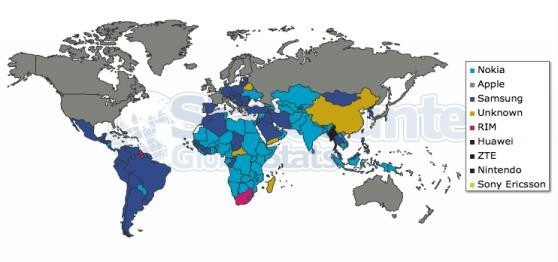 Nokia
Apple
Samsung
Unknown
RIM
Huawei
ZTE
Nintendo
Sony Ericsson